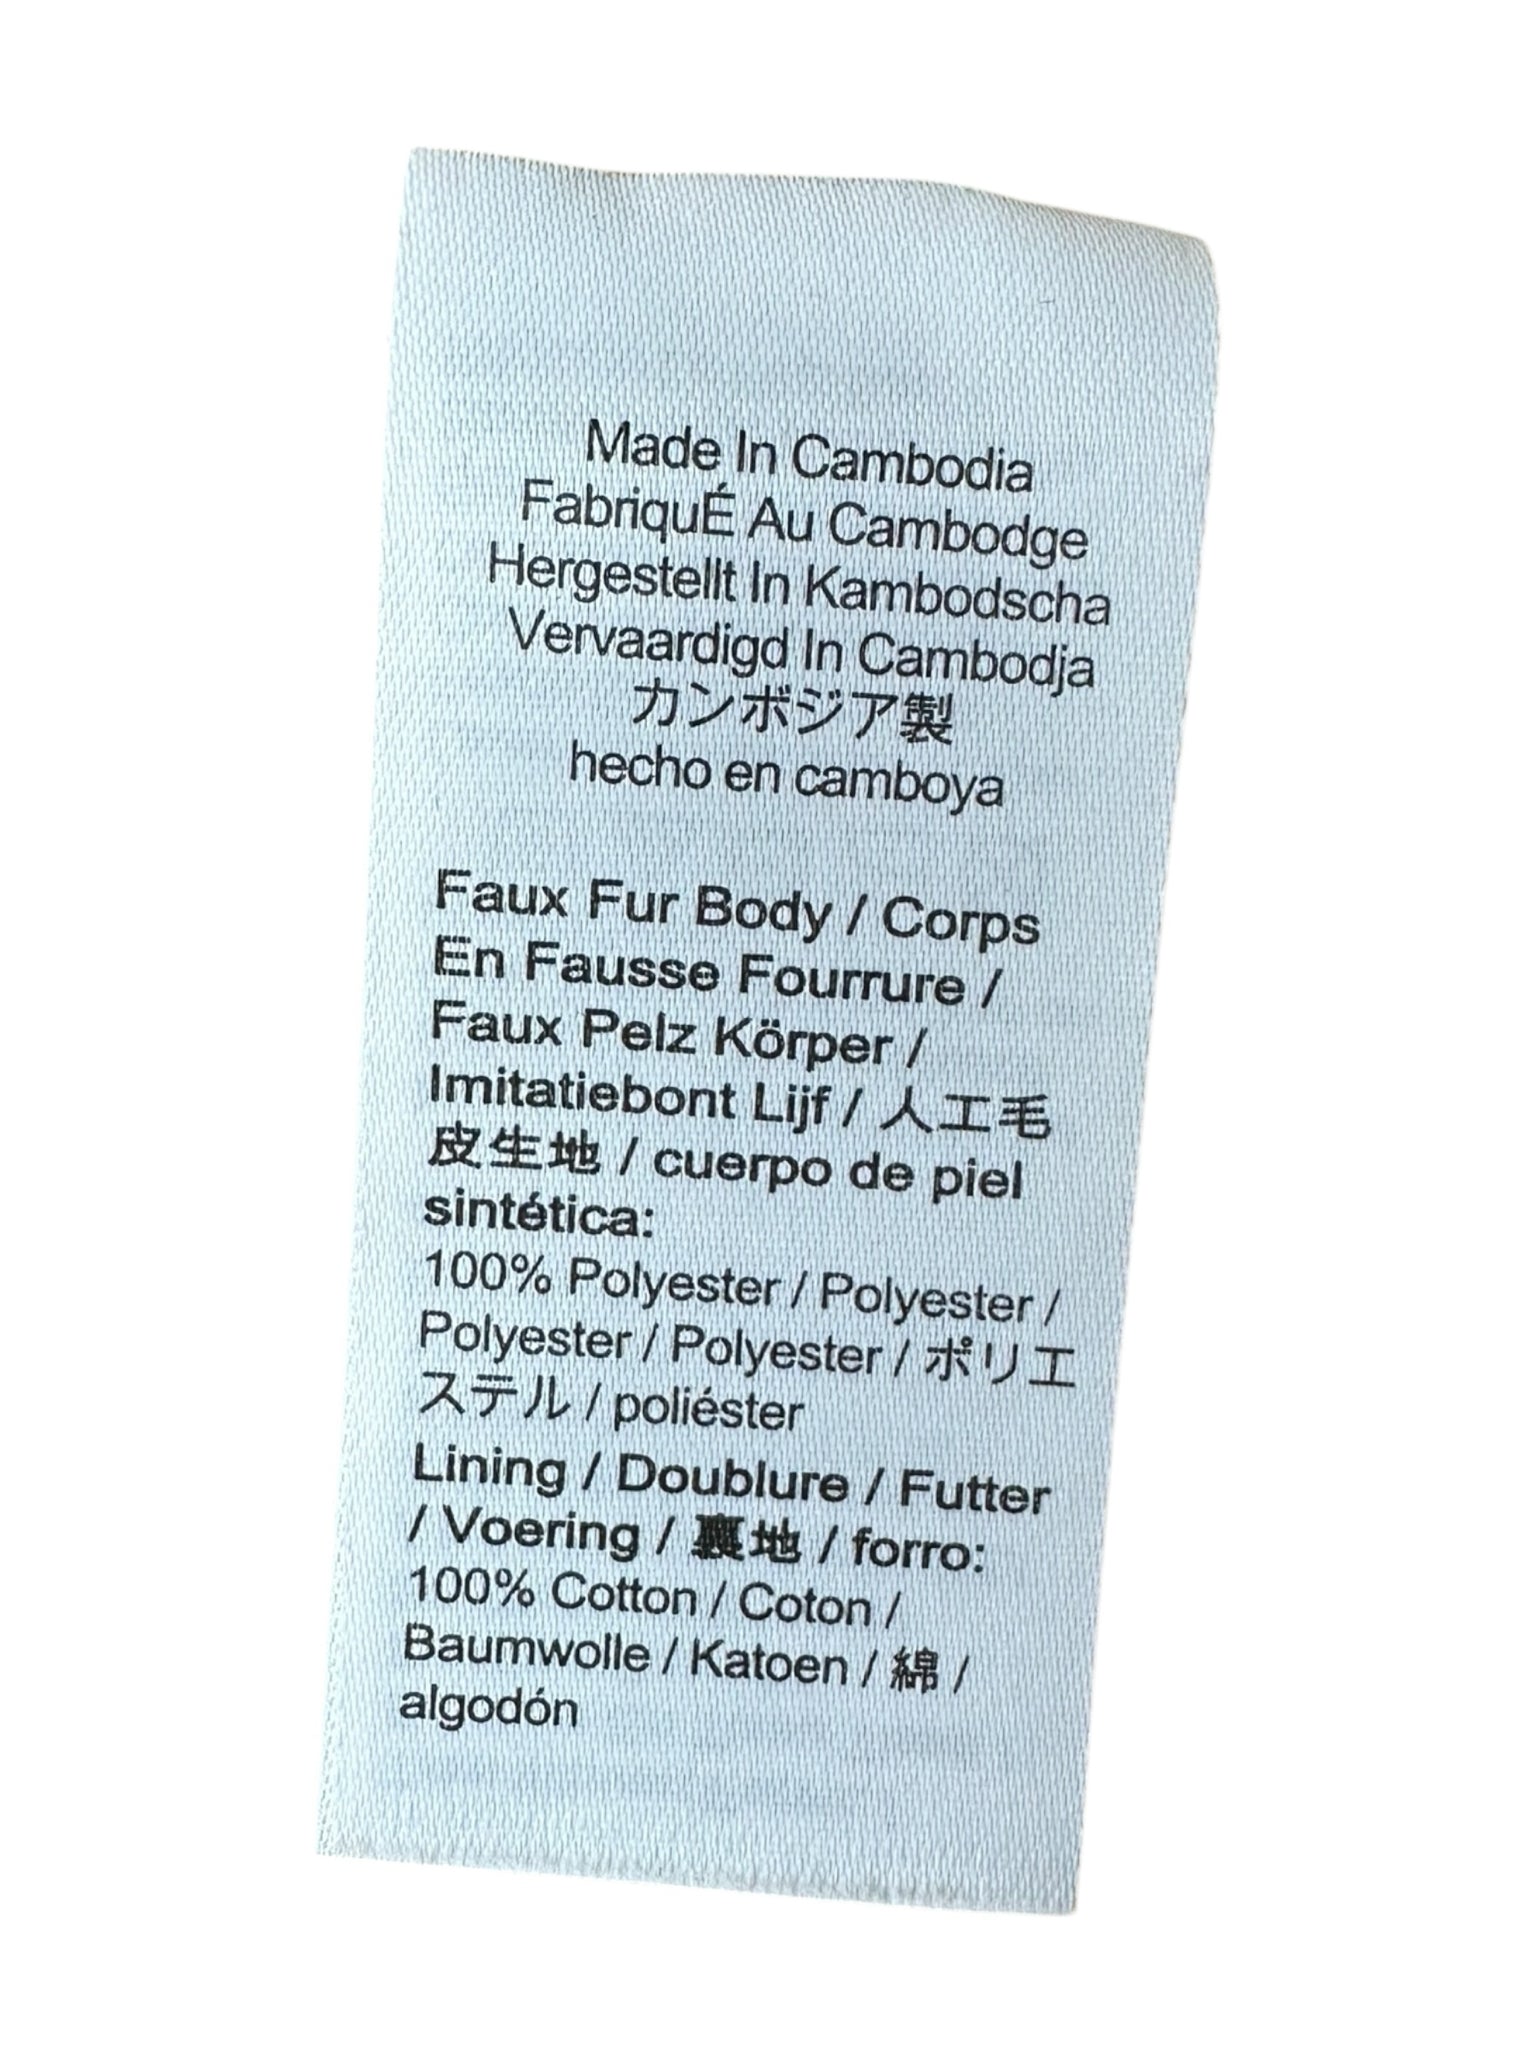 Made In Cambodia
FabriquÉ Au Cambodge
Hergestellt In Kambodscha
Vervaardigd In Cambodja
カンボジア製
hecho en camboya
Faux Fur Body / Corps
En Fausse Fourrure /
Faux Pelz Körper /
Imitatiebont Lijf / 人工毛
皮生地 / cuerpo de piel
sintética:
100% Polyester / Polyester /
Polyester / Polyester / ポリエ
ステル / poliéster
Lining / Doublure / Futter
/ Voering / 裏地 / forro:
100% Cotton / Coton /
Baumwolle / Katoen / 綿 /
algodón